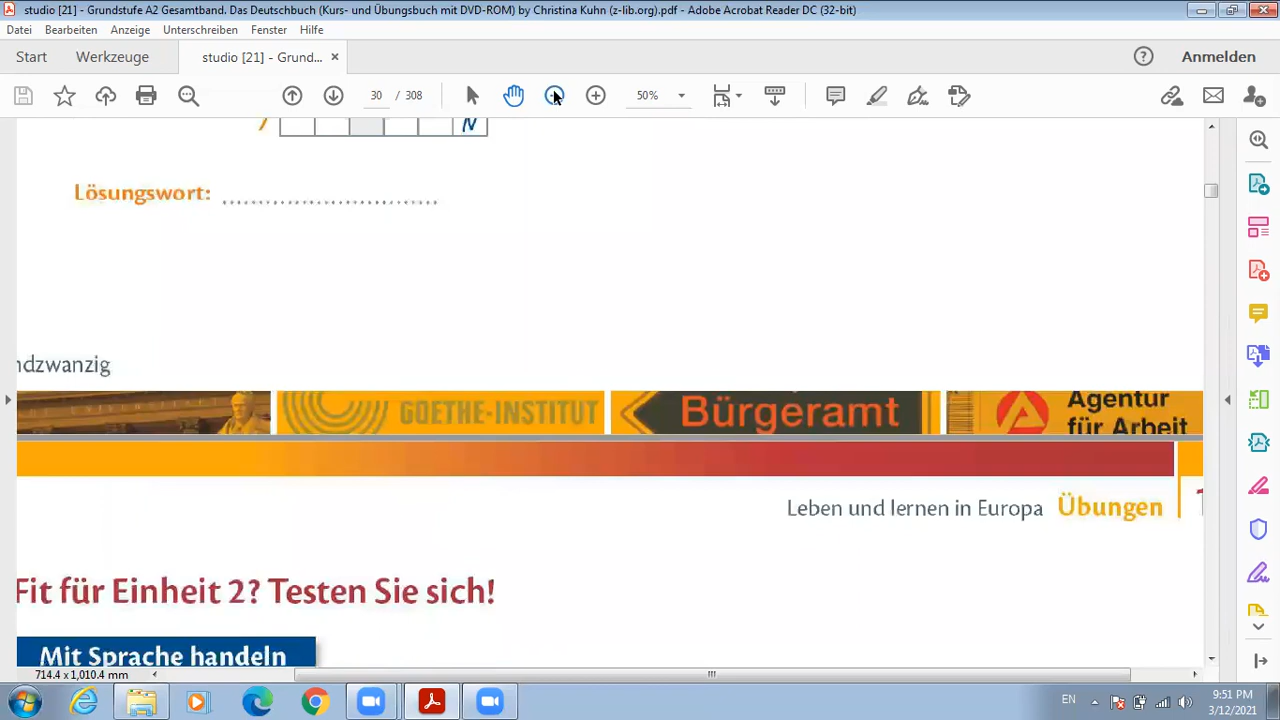 studio [21] - Grundstufe A2 Gesamtband. Das Deutschbuch (Kurs- und Übungsbuch mit DVD-ROM) by Christina Kuhn (z-lib.org).pdf - Adobe Acrobat Reader DC (32-bit)
Datei Bearbeiten Anzeige Unterschreiben Fenster Hilfe
Start Werkzeuge studio [21] - Grund... × Anmelden
30 / 308 50%
7 N
Lösungswort:
ndzwanzig
GOETHE-INSTITUT Bürgeramt Agentur
für Arbeit
Leben und lernen in Europa Übungen 1
Fit für Einheit 2? Testen Sie sich!
Mit Sprache handeln
714.4 x 1,010.4 mm
EN 9:51 PM
3/12/2021